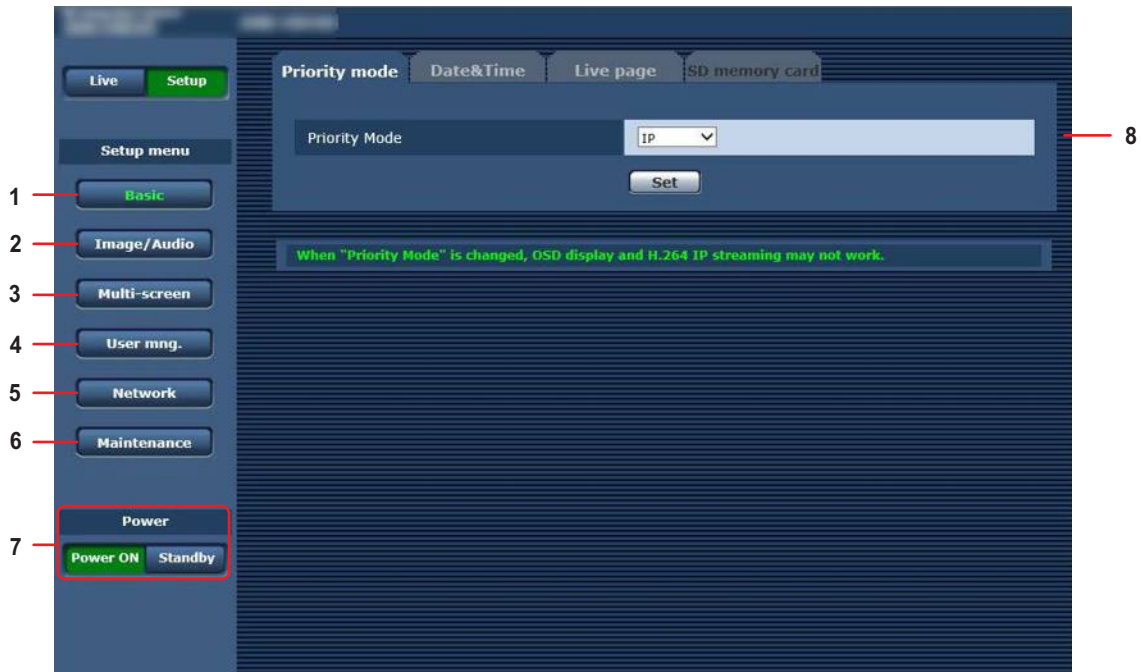 Live Setup
Setup menu
1 Basic
2 Image/Audio
3 Multi-screen
4 User mng.
5 Network
6 Maintenance
Power
7 Power ON Standby
Priority mode Date&Time Live page SD memory card
Priority Mode IP 8
Set
When "Priority Mode" is changed, OSD display and H.264 IP streaming may not work.